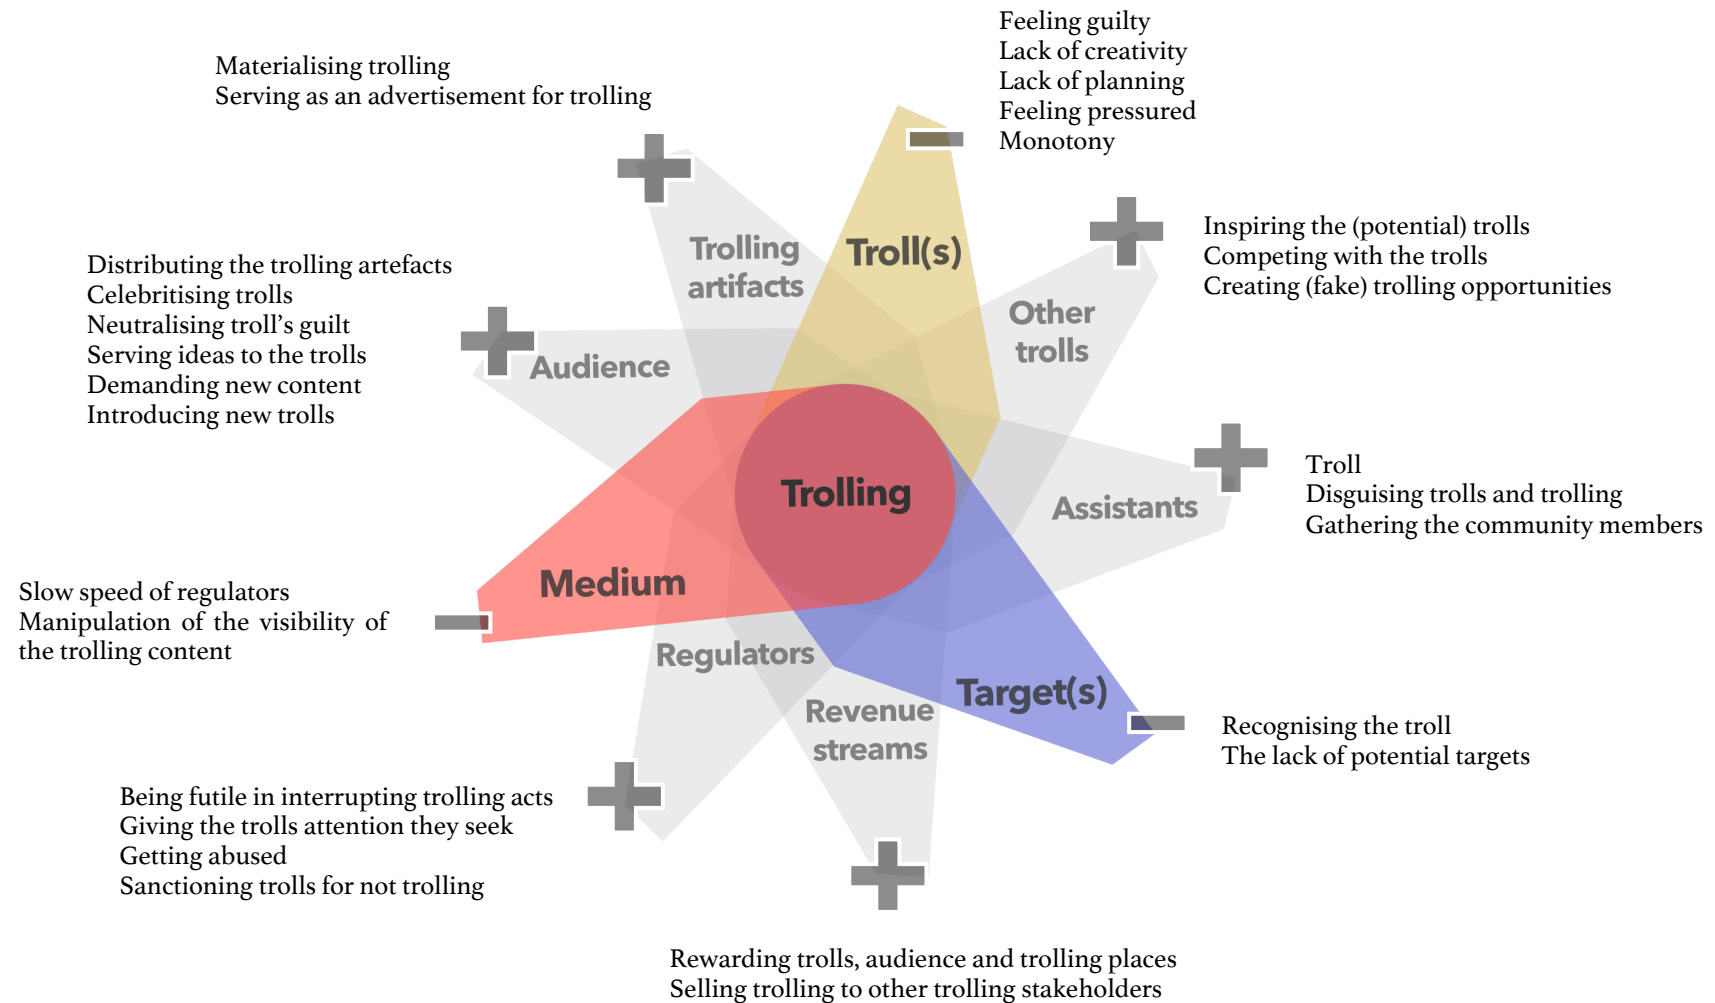 Feeling guilty
Lack of creativity
Lack of planning
Feeling pressured
Monotony
Materialising trolling
Serving as an advertisement for trolling
Trolling
artifacts
Troll(s)
Inspiring the (potential) trolls
Competing with the trolls
Creating (fake) trolling opportunities
Other
trolls
Distributing the trolling artefacts
Celebritising trolls
Neutralising troll's guilt
Serving ideas to the trolls
Demanding new content
Introducing new trolls
Audience
Trolling
Assistants
Troll
Disguising trolls and trolling
Gathering the community members
Medium
Slow speed of regulators
Manipulation of the visibility of
the trolling content
Regulators
Revenue
streams
Target(s)
Recognising the troll
The lack of potential targets
Being futile in interrupting trolling acts
Giving the trolls attention they seek
Getting abused
Sanctioning trolls for not trolling
Rewarding trolls, audience and trolling places
Selling trolling to other trolling stakeholders